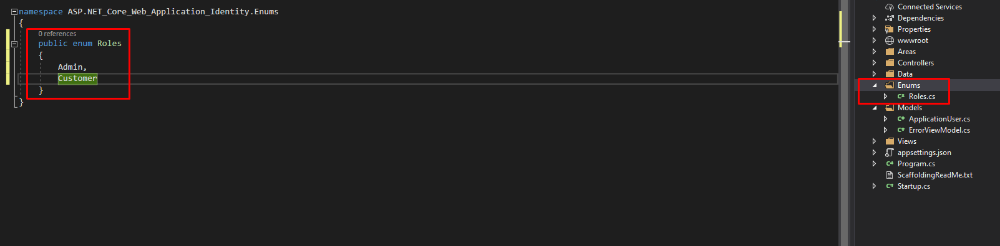 namespace ASP.NET_Core_Web_Application_Identity.Enums
{
0 references
public enum Roles
{
Admin,
Customer
}
}
Connected Services
Dependencies
Properties
wwwroot
Areas
Controllers
Data
Enums
C# Roles.cs
Models
C# ApplicationUser.cs
C# ErrorViewModel.cs
Views
appsettings.json
C# Program.cs
ScaffoldingReadMe.txt
C# Startup.cs